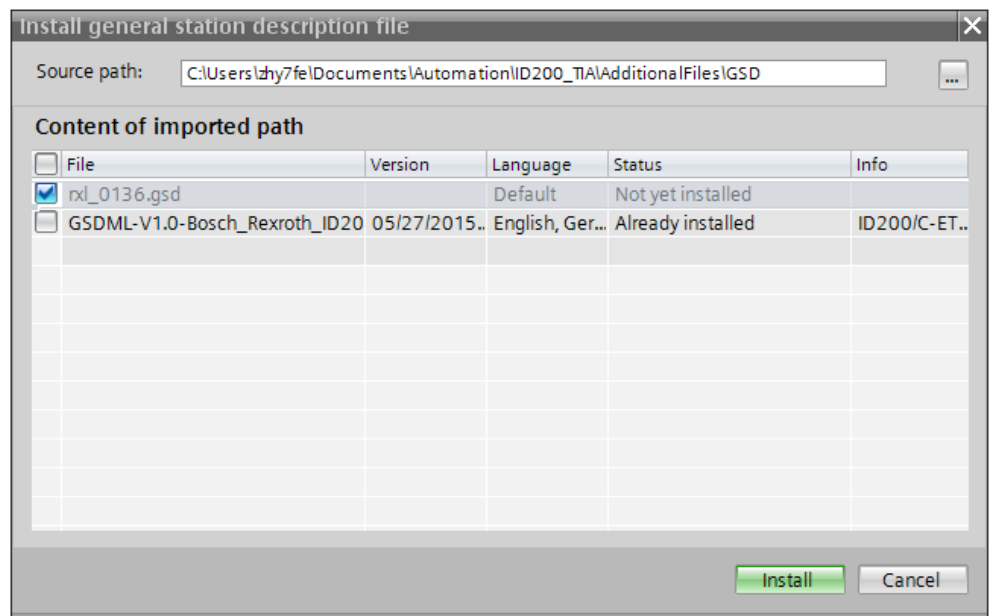 Install general station description file
Source path: C:\Users\zhy7fe\Documents\Automation\ID200_TIA\AdditionalFiles\GSD ...
Content of imported path
File Version Language Status Info
rxl_0136.gsd Default Not yet installed
GSDML-V1.0-Bosch_Rexroth_ID20 05/27/2015.. English, Ger... Already installed ID200/C-ET..
Install Cancel